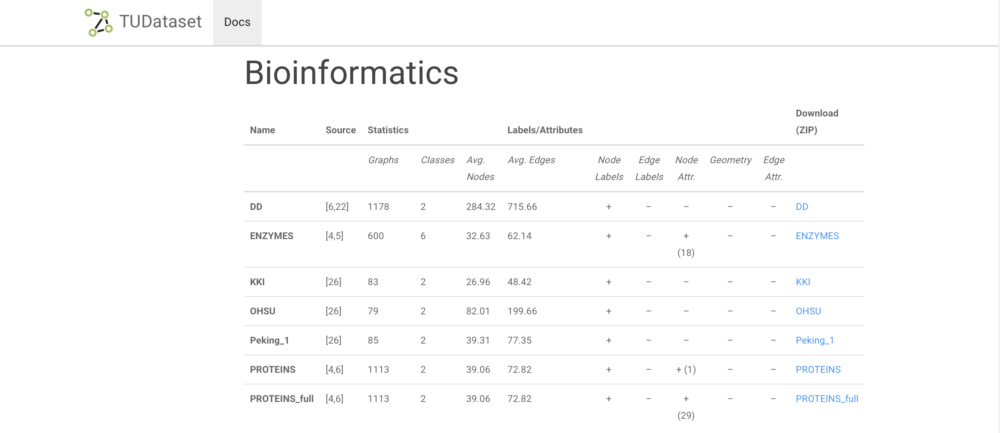 TUDataset Docs
Bioinformatics
Download
Name Source Statistics Labels/Attributes (ZIP)
Graphs Classes Avg. Avg. Edges Node Edge Node Geometry Edge
Nodes Labels Labels Attr. Attr.
DD [6,22] 1178 2 284.32 715.66 + – – – – DD
ENZYMES [4,5] 600 6 32.63 62.14 + – + – – ENZYMES
(18)
KKI [26] 83 2 26.96 48.42 + – – – – KKI
OHSU [26] 79 2 82.01 199.66 + – – – – OHSU
Peking_1 [26] 85 2 39.31 77.35 + – – – – Peking_1
PROTEINS [4,6] 1113 2 39.06 72.82 + – + (1) – – PROTEINS
PROTEINS_full [4,6] 1113 2 39.06 72.82 + – + – – PROTEINS_full
(29)